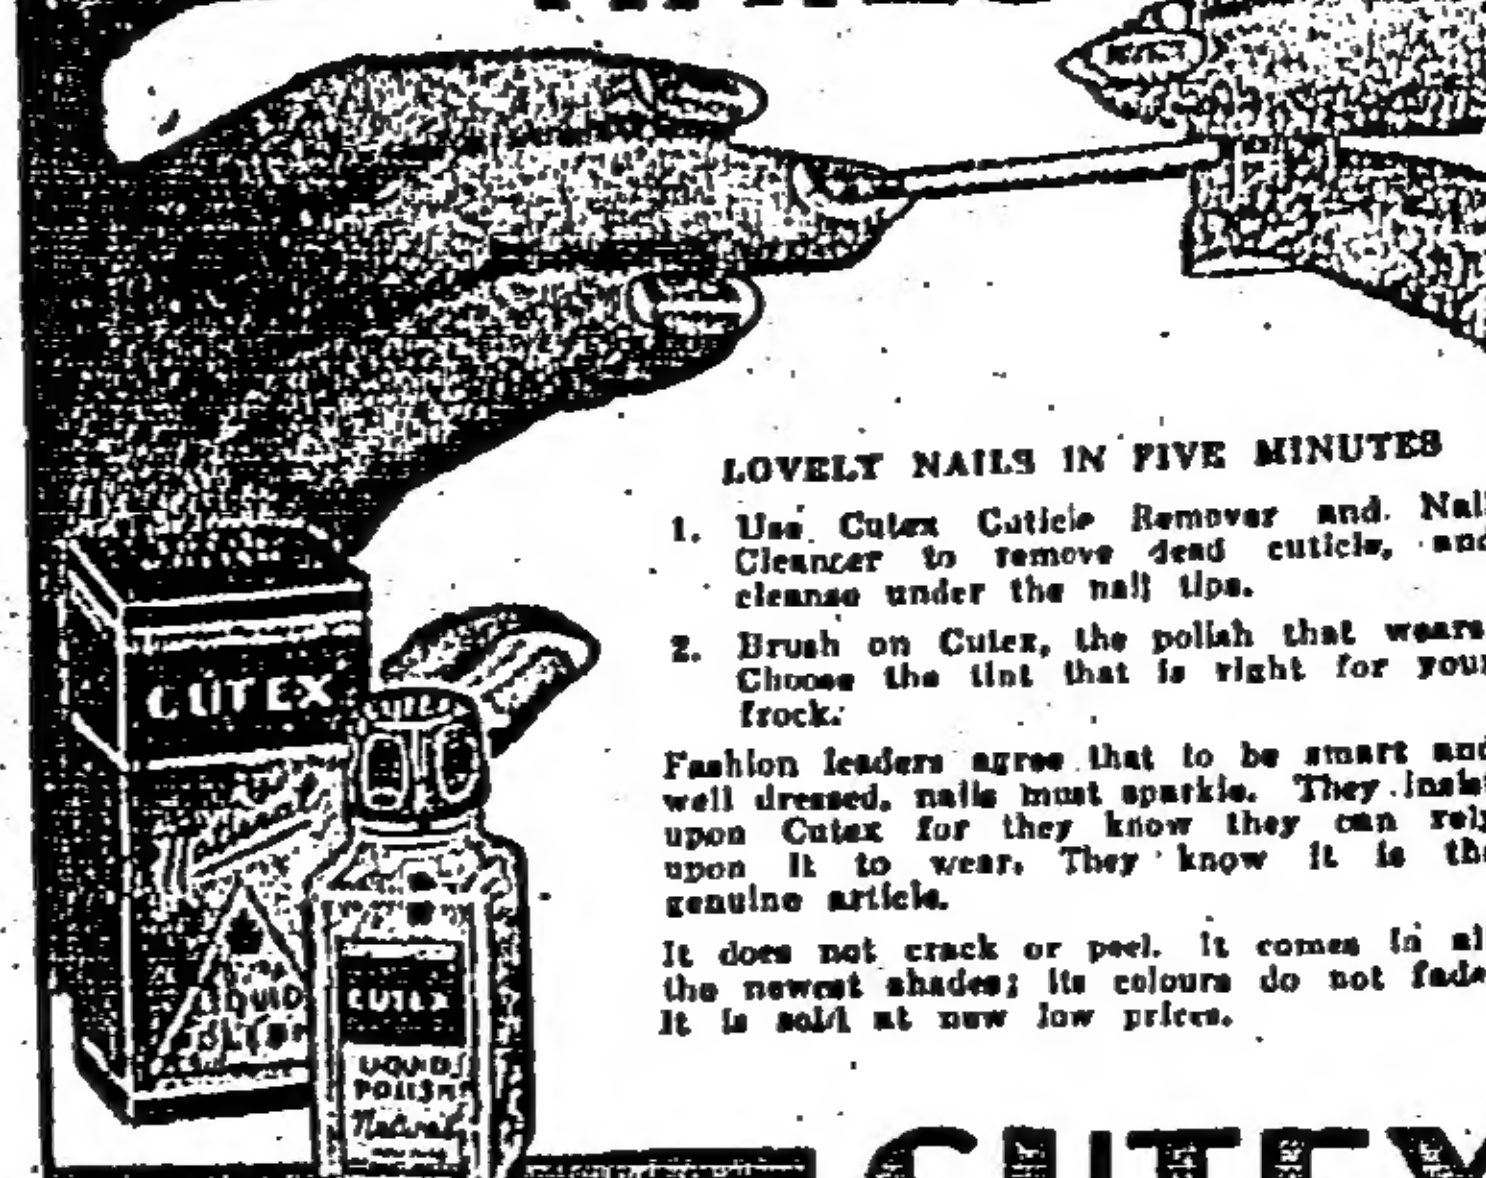 LOVELY NAILS IN FIVE MINUTES
1. Use Cutex Cuticle Remover and Nail
Cleanser to remove dead cuticle, and
cleanse under the nail tips.
2. Brush on Cutex, the polish that wears.
Choose the tint that is right for your
frock.
Fashion leaders agree that to be smart and
well dressed, nails must sparkle. They insist
upon Cutex for they know they can rely
upon it to wear. They know it is the
genuine article.
It does not crack or peel. It comes in all
the newest shades; its colours do not fade.
It is sold at new low prices.
CUTEX
LIQUID
CUTEX
LIQUID
POLISH
Natural
CUTEX